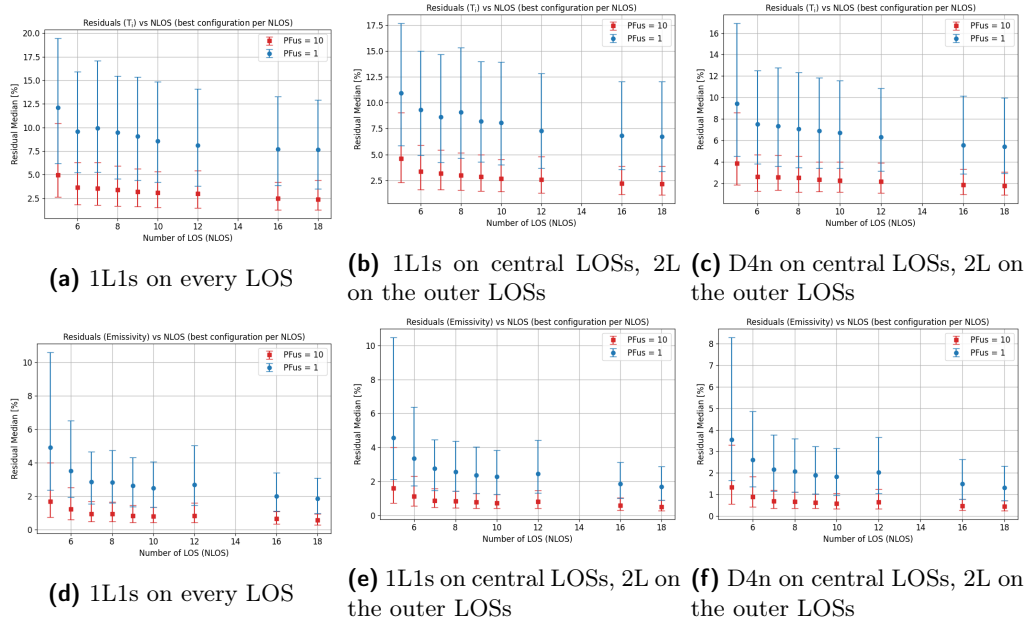 Residuals (Tᵢ) vs NLOS (best configuration per NLOS)
20.0
17.5
15.0
12.5
10.0
7.5
5.0
2.5
Residual Median [%]
PFus = 10
PFus = 1
6 8 10 12 14 16 18
Number of LOS (NLOS)
(a) 1L1s on every LOS
Residuals (Tᵢ) vs NLOS (best configuration per NLOS)
17.5
15.0
12.5
10.0
7.5
5.0
2.5
Residual Median [%]
PFus = 10
PFus = 1
6 8 10 12 14 16 18
Number of LOS (NLOS)
(b) 1L1s on central LOSs, 2L
on the outer LOSs
Residuals (Tᵢ) vs NLOS (best configuration per NLOS)
16
14
12
10
8
6
4
2
Residual Median [%]
PFus = 10
PFus = 1
6 8 10 12 14 16 18
Number of LOS (NLOS)
(c) D4n on central LOSs, 2L on
the outer LOSs
Residuals (Emissivity) vs NLOS (best configuration per NLOS)
10
8
6
4
2
0
Residual Median [%]
PFus = 10
PFus = 1
6 8 10 12 14 16 18
Number of LOS (NLOS)
(d) 1L1s on every LOS
Residuals (Emissivity) vs NLOS (best configuration per NLOS)
10
8
6
4
2
0
Residual Median [%]
PFus = 10
PFus = 1
6 8 10 12 14 16 18
Number of LOS (NLOS)
(e) 1L1s on central LOSs, 2L on
the outer LOSs
Residuals (Emissivity) vs NLOS (best configuration per NLOS)
8
7
6
5
4
3
2
1
0
Residual Median [%]
PFus = 10
PFus = 1
6 8 10 12 14 16 18
Number of LOS (NLOS)
(f) D4n on central LOSs, 2L on
the outer LOSs